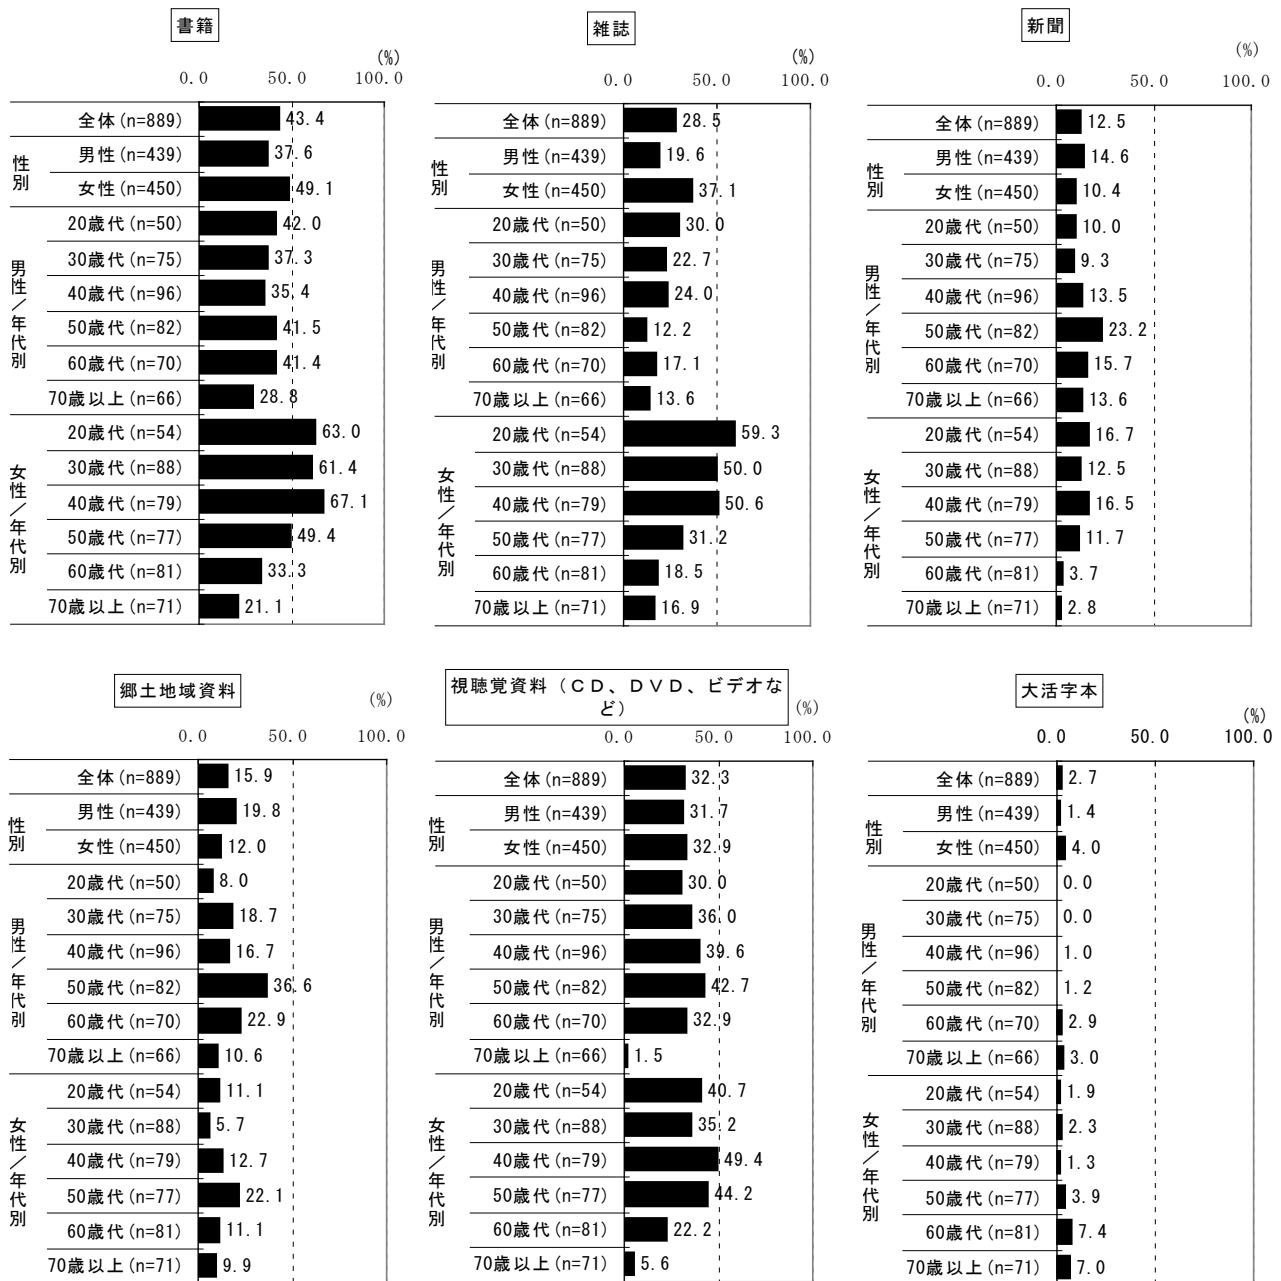 書籍
(%)
0.0 50.0 100.0
全体(n=889) 43.4
性別
男性(n=439) 37.6
女性(n=450) 49.1
男性/年代別
20歳代(n=50) 42.0
30歳代(n=75) 37.3
40歳代(n=96) 35.4
50歳代(n=82) 41.5
60歳代(n=70) 41.4
70歳以上(n=66) 28.8
女性/年代別
20歳代(n=54) 63.0
30歳代(n=88) 61.4
40歳代(n=79) 67.1
50歳代(n=77) 49.4
60歳代(n=81) 33.3
70歳以上(n=71) 21.1
雑誌
(%)
0.0 50.0 100.0
全体(n=889) 28.5
性別
男性(n=439) 19.6
女性(n=450) 37.1
男性/年代別
20歳代(n=50) 30.0
30歳代(n=75) 22.7
40歳代(n=96) 24.0
50歳代(n=82) 12.2
60歳代(n=70) 17.1
70歳以上(n=66) 13.6
女性/年代別
20歳代(n=54) 59.3
30歳代(n=88) 50.0
40歳代(n=79) 50.6
50歳代(n=77) 31.2
60歳代(n=81) 18.5
70歳以上(n=71) 16.9
新聞
(%)
0.0 50.0 100.0
全体(n=889) 12.5
性別
男性(n=439) 14.6
女性(n=450) 10.4
男性/年代別
20歳代(n=50) 10.0
30歳代(n=75) 9.3
40歳代(n=96) 13.5
50歳代(n=82) 23.2
60歳代(n=70) 15.7
70歳以上(n=66) 13.6
女性/年代別
20歳代(n=54) 16.7
30歳代(n=88) 12.5
40歳代(n=79) 16.5
50歳代(n=77) 11.7
60歳代(n=81) 3.7
70歳以上(n=71) 2.8
郷土地域資料
(%)
0.0 50.0 100.0
全体(n=889) 15.9
性別
男性(n=439) 19.8
女性(n=450) 12.0
男性/年代別
20歳代(n=50) 8.0
30歳代(n=75) 18.7
40歳代(n=96) 16.7
50歳代(n=82) 36.6
60歳代(n=70) 22.9
70歳以上(n=66) 10.6
女性/年代別
20歳代(n=54) 11.1
30歳代(n=88) 5.7
40歳代(n=79) 12.7
50歳代(n=77) 22.1
60歳代(n=81) 11.1
70歳以上(n=71) 9.9
視聴覚資料（ＣＤ、ＤＶＤ、ビデオな
ど）
(%)
0.0 50.0 100.0
全体(n=889) 32.3
性別
男性(n=439) 31.7
女性(n=450) 32.9
男性/年代別
20歳代(n=50) 30.0
30歳代(n=75) 36.0
40歳代(n=96) 39.6
50歳代(n=82) 42.7
60歳代(n=70) 32.9
70歳以上(n=66) 1.5
女性/年代別
20歳代(n=54) 40.7
30歳代(n=88) 35.2
40歳代(n=79) 49.4
50歳代(n=77) 44.2
60歳代(n=81) 22.2
70歳以上(n=71) 5.6
大活字本
(%)
0.0 50.0 100.0
全体(n=889) 2.7
性別
男性(n=439) 1.4
女性(n=450) 4.0
男性/年代別
20歳代(n=50) 0.0
30歳代(n=75) 0.0
40歳代(n=96) 1.0
50歳代(n=82) 1.2
60歳代(n=70) 2.9
70歳以上(n=66) 3.0
女性/年代別
20歳代(n=54) 1.9
30歳代(n=88) 2.3
40歳代(n=79) 1.3
50歳代(n=77) 3.9
60歳代(n=81) 7.4
70歳以上(n=71) 7.0